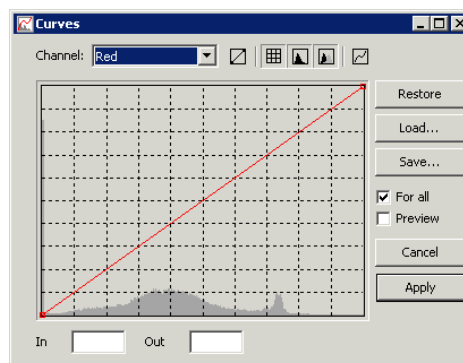 Curves
Channel: Red
Restore
Load...
Save...
For all
Preview
Cancel
Apply
In Out